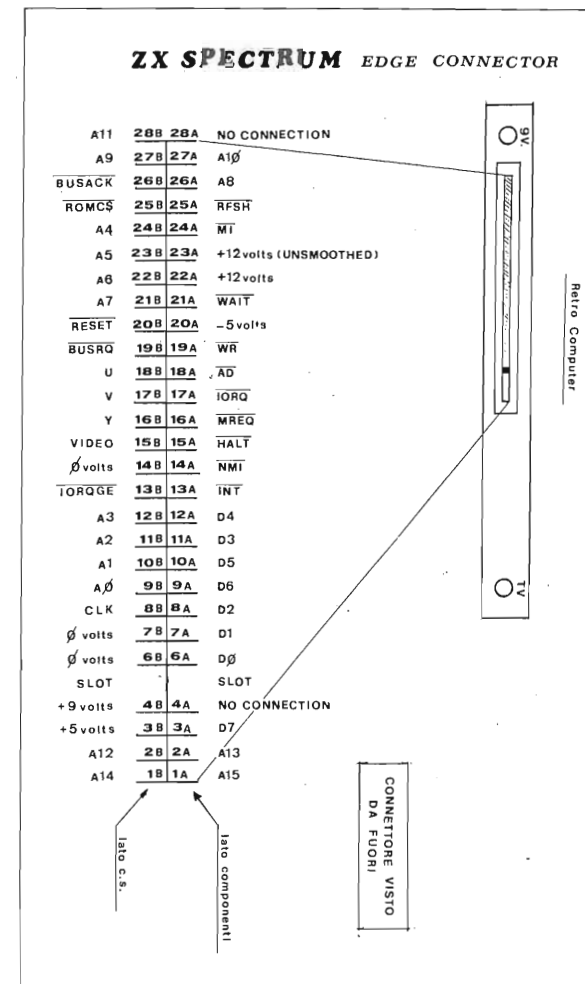 ZX SPECTRUM EDGE CONNECTOR
A11 28B 28A NO CONNECTION
A9 27B 27A A1Ø
BUSACK 26B 26A A8
ROMCS 25B 25A RFSH
A4 24B 24A MI
A5 23B 23A +12volts (UNSMOOTHED)
A6 22B 22A +12volts
A7 21B 21A WAIT
RESET 20B 20A -5volts
BUSRQ 19B 19A WR
U 18B 18A AD
V 17B 17A IORQ
Y 16B 16A MREQ
VIDEO 15B 15A HALT
Ø volts 14B 14A NMI
IORQGE 13B 13A INT
A3 12B 12A D4
A2 11B 11A D3
A1 10B 10A D5
AØ 9B 9A D6
CLK 8B 8A D2
Ø volts 7B 7A D1
Ø volts 6B 6A DØ
SLOT SLOT
+9volts 4B 4A NO CONNECTION
+5volts 3B 3A D7
A12 2B 2A A13
A14 1B 1A A15
lato c.s.
lato componenti
9V.
TV
Retro Computer
CONNETTORE VISTO
DA FUORI